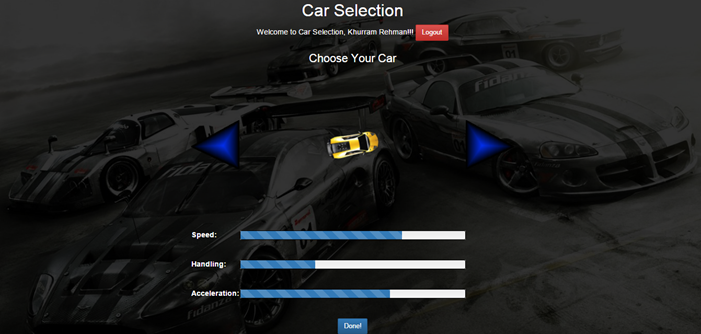 Car Selection
Welcome to Car Selection, Khurram Rehman!!! Logout
Choose Your Car
Speed:
Handling:
Acceleration:
Done!